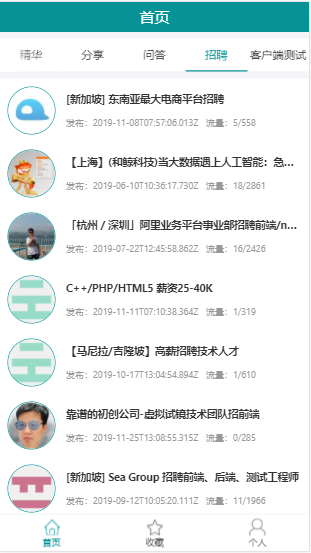 首页
精华 分享 问答 招聘 客户端测试
[新加坡] 东南亚最大电商平台招聘
发布：2019-11-08T07:57:06.013Z 流量：5/558
【上海】(和鲸科技)当大数据遇上人工智能：急...
发布：2019-06-10T10:36:17.730Z 流量：18/2861
「杭州 / 深圳」阿里业务平台事业部招聘前端/n...
发布：2019-07-22T12:45:58.862Z 流量：16/2426
C++/PHP/HTML5 薪资25-40K
发布：2019-11-11T07:10:38.364Z 流量：1/319
【马尼拉/吉隆坡】高薪招聘技术人才
发布：2019-10-17T13:04:54.894Z 流量：1/610
靠谱的初创公司-虚拟试镜技术团队招前端
发布：2019-11-25T13:08:55.315Z 流量：0/285
[新加坡] Sea Group 招聘前端、后端、测试工程师
发布：2019-09-12T10:05:20.111Z 流量：11/1966
首页 收藏 个人